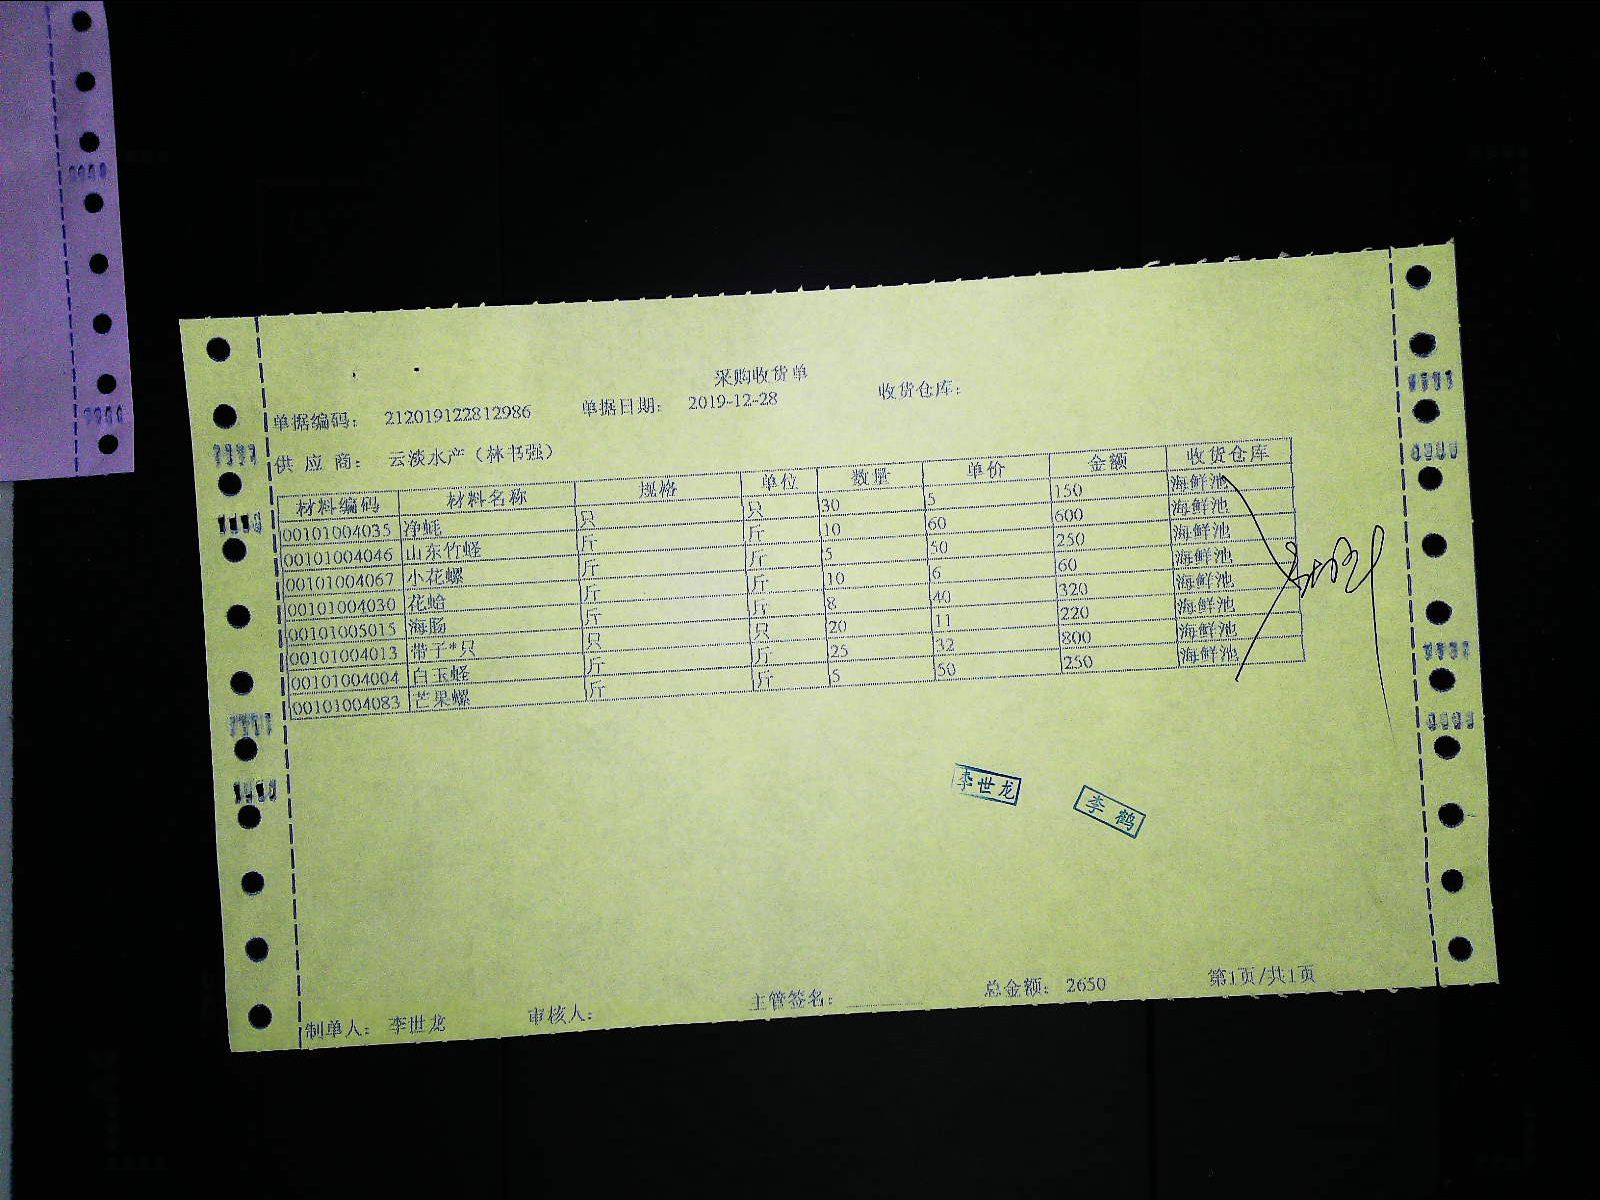 采购收货单
单据编码： 212019122812986 单据日期： 2019-12-28 收货仓库：
供 应 商： 云淡水产（林书强）
材料编码 材料名称 规格 单位 数量 单价 金额 收货仓库
00101004035 净蚝 只 只 30 5 150 海鲜池
00101004046 山东竹蛏 斤 斤 10 60 600 海鲜池
00101004067 小花螺 斤 斤 5 50 250 海鲜池
00101004030 花蛤 斤 斤 10 6 60 海鲜池
00101005015 海肠 斤 斤 8 40 320 海鲜池
00101004013 带子*只 只 只 20 11 220 海鲜池
00101004004 白玉蛏 斤 斤 25 32 800 海鲜池
00101004083 芒果螺 斤 斤 5 50 250 海鲜池
李世龙
李鹤
制单人： 李世龙 审核人： 主管签名： 总金额： 2650 第1页/共1页